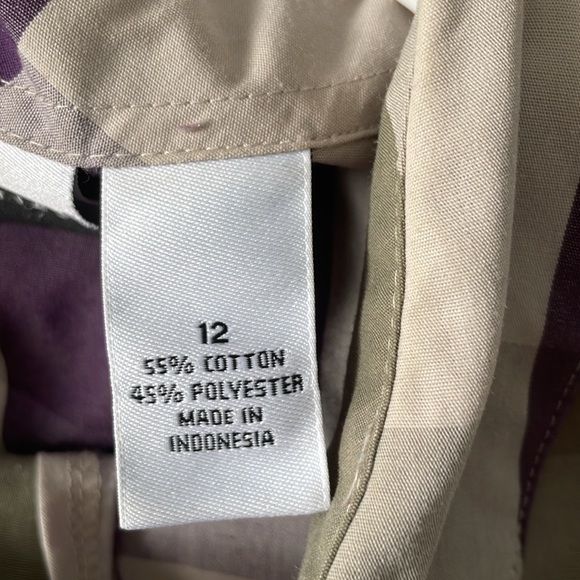 12
55% COTTON
45% POLYESTER
MADE IN
INDONESIA